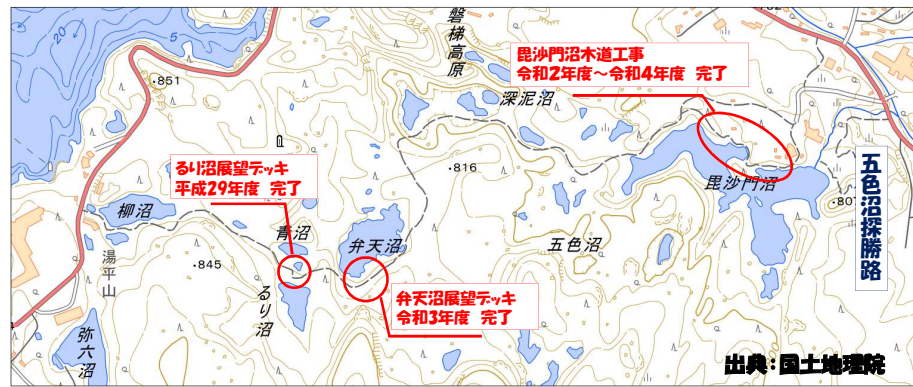 磐梯高原
毘沙門沼木道工事
令和2年度～令和4年度 完了
深泥沼
・851
るり沼展望デッキ
平成29年度 完了
・816
毘沙門沼
五色沼探勝路
柳沼
青沼
弁天沼
五色沼
湯平山
・845
るり沼
弁天沼展望デッキ
令和3年度 完了
弥六沼
出典：国土地理院
20
5